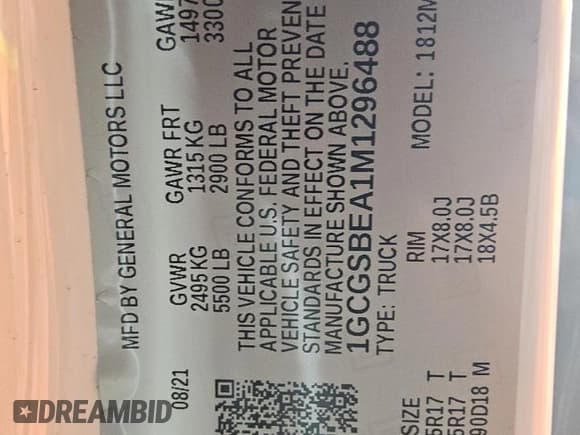 MFD BY GENERAL MOTORS LLC
08/21
GVWR
GAWR FRT
2495 KG
1315 KG
1497
5500 LB
2900 LB
THIS VEHICLE CONFORMS TO ALL
APPLICABLE U.S. FEDERAL MOTOR
VEHICLE SAFETY AND THEFT PREVEN
STANDARDS IN EFFECT ON THE DATE
MANUFACTURE SHOWN ABOVE.
1GCGSBEA1M1296488
TYPE: TRUCK
MODEL: 1812M
SIZE
RIM
5R17 T
17X8.0J
5R17 T
17X8.0J
90D18 M
18X4.5B
DREAMBID